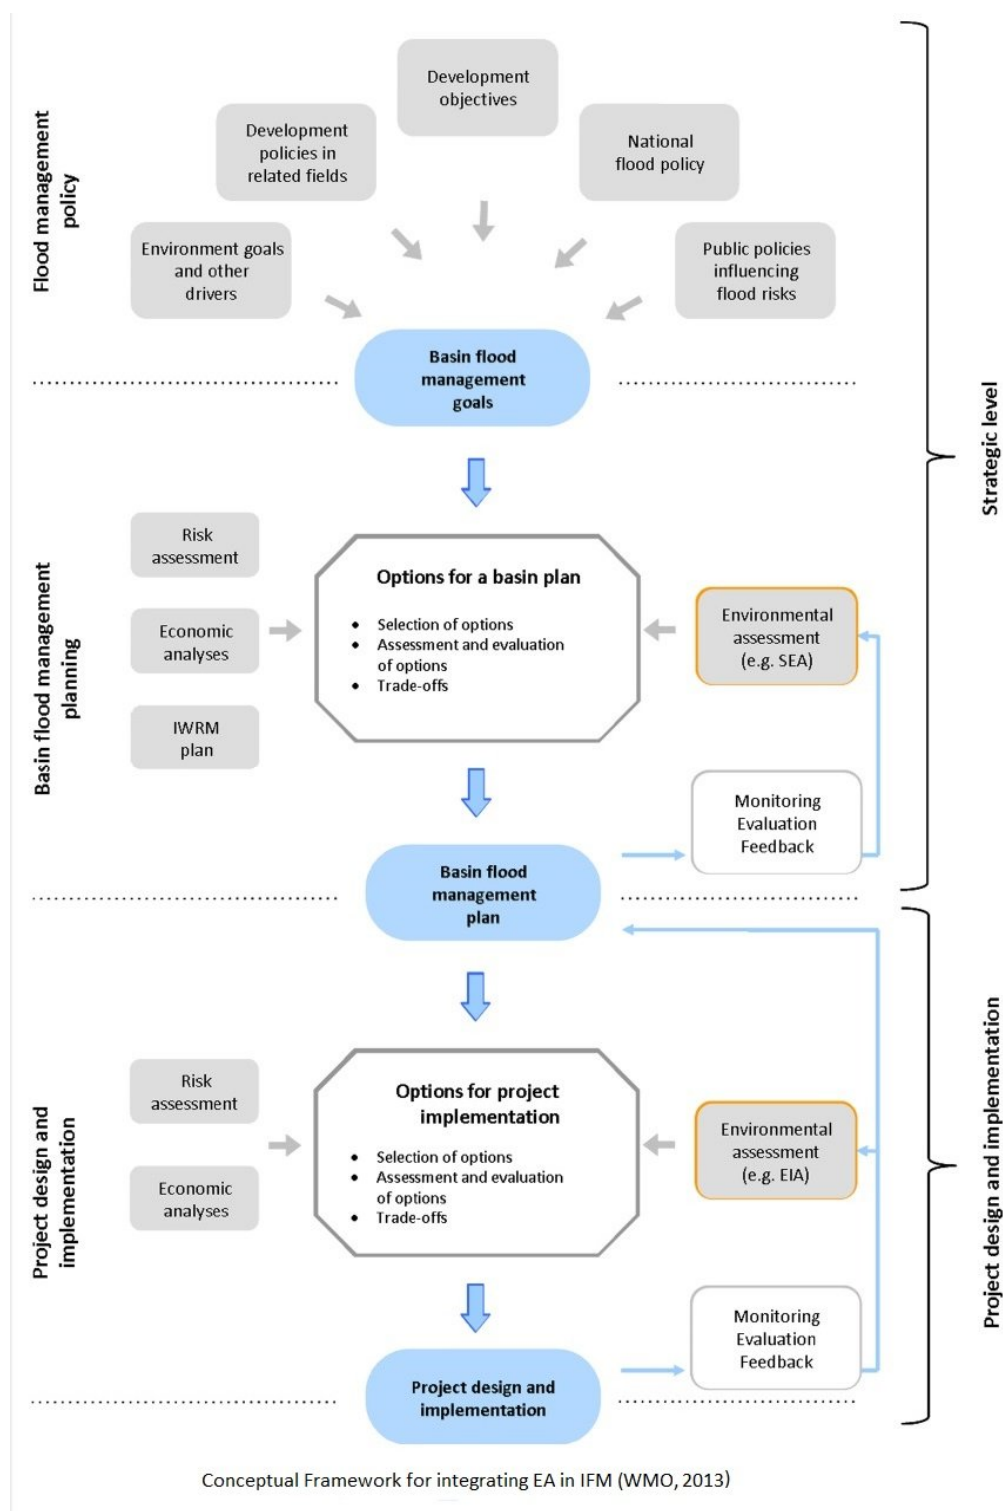 Flood management
policy
Development
objectives
Development
policies in
related fields
National
flood policy
Environment goals
and other
drivers
Public policies
influencing
flood risks
Basin flood
management
goals
Strategic level
Basin flood management
planning
Risk
assessment
Economic
analyses
IWRM
plan
Options for a basin plan
• Selection of options
• Assessment and evaluation
of options
• Trade-offs
Environmental
assessment
(e.g. SEA)
Monitoring
Evaluation
Feedback
Basin flood
management
plan
Project design and
implementation
Risk
assessment
Economic
analyses
Options for project
implementation
• Selection of options
• Assessment and evaluation
of options
• Trade-offs
Environmental
assessment
(e.g. EIA)
Project design and implementation
Monitoring
Evaluation
Feedback
Project design and
implementation
Conceptual Framework for integrating EA in IFM (WMO, 2013)